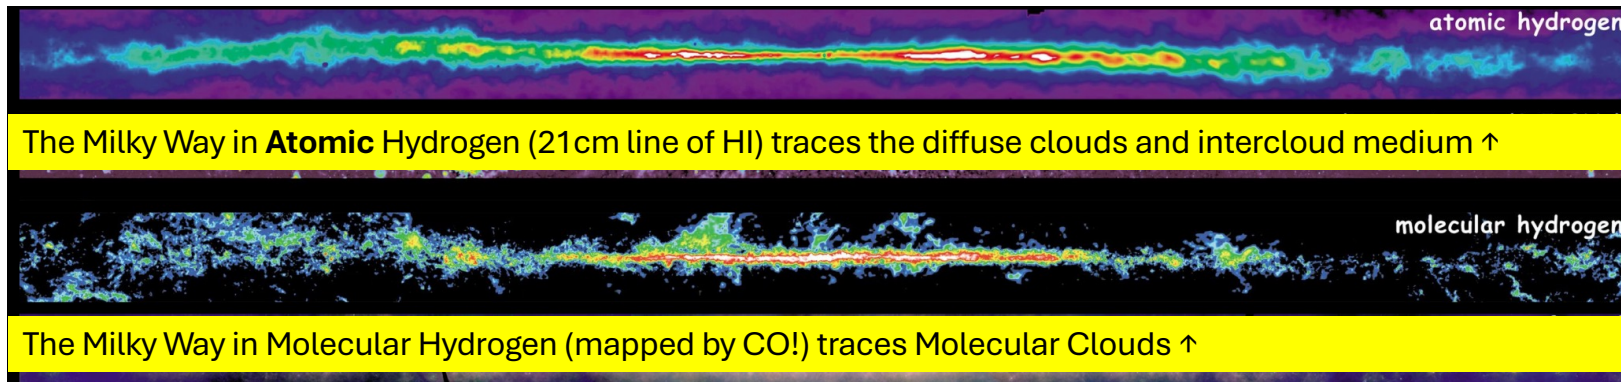 atomic hydrogen
The Milky Way in Atomic Hydrogen (21cm line of HI) traces the diffuse clouds and intercloud medium ↑
molecular hydrogen
The Milky Way in Molecular Hydrogen (mapped by CO!) traces Molecular Clouds ↑